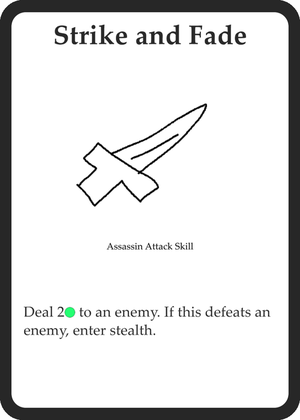 Strike and Fade
Assassin Attack Skill
Deal 2 to an enemy. If this defeats an
enemy, enter stealth.